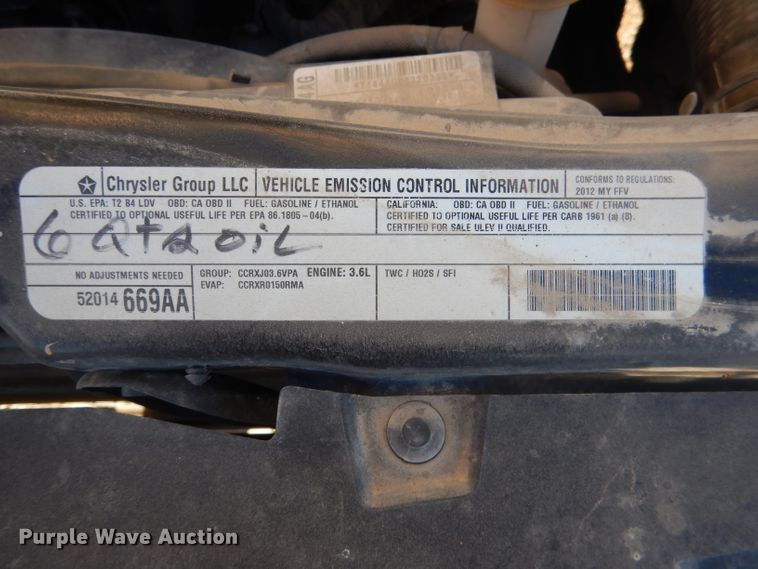 MAG
Chrysler Group LLC VEHICLE EMISSION CONTROL INFORMATION CONFORMS TO REGULATIONS:
2012 MY FFV
U.S. EPA: T2 B4 LDV OBD: CA OBD II FUEL: GASOLINE / ETHANOL
CERTIFIED TO OPTIONAL USEFUL LIFE PER EPA 86.1805-04(b).
CALIFORNIA: OBD: CA OBD II FUEL: GASOLINE / ETHANOL
CERTIFIED TO OPTIONAL USEFUL LIFE PER CARB 1961 (a) (8).
CERTIFIED FOR SALE ULEV II QUALIFIED.
6 Qts oil
NO ADJUSTMENTS NEEDED
52014 669AA
GROUP: CCRXJ03.6VPA ENGINE: 3.6L
EVAP: CCRXR0150RMA
TWC / HO2S / SFI
Purple Wave Auction